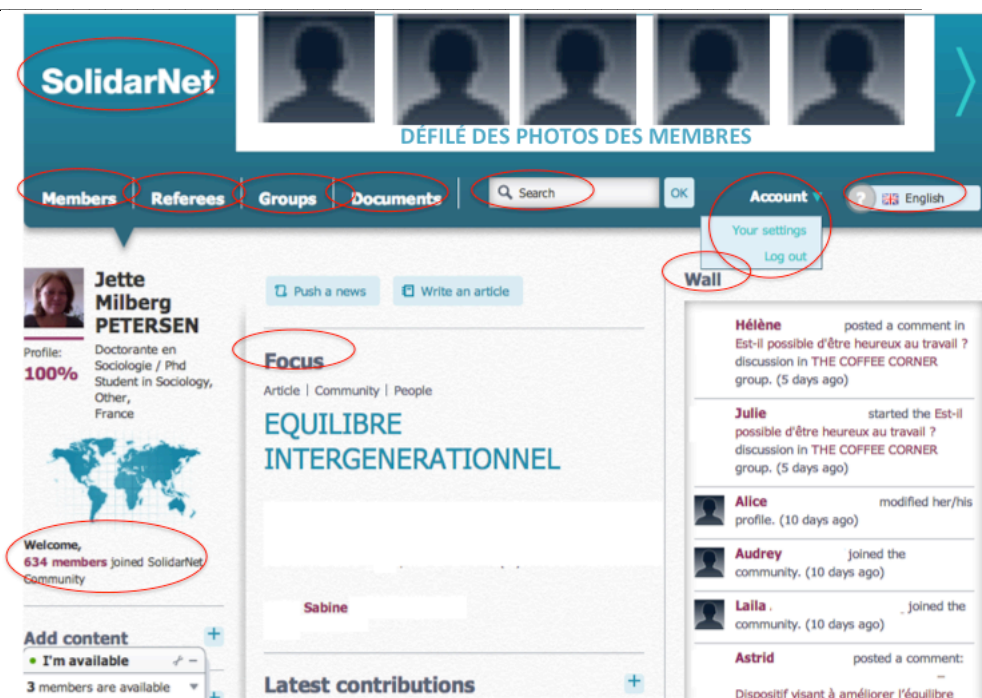 SolidarNet
DÉFILÉ DES PHOTOS DES MEMBRES
Members
Referees
Groups
Documents
Search
OK
Account
? English
Your settings
Log out
Jette
Milberg
PETERSEN
Profile:
100%
Doctorante en
Sociologie / Phd
Student in Sociology,
Other,
France
Welcome,
634 members joined SolidarNet
Community
Add content
I'm available
3 members are available
Push a news
Write an article
Focus
Article | Community | People
EQUILIBRE
INTERGENERATIONNEL
Sabine
Latest contributions
Wall
Hélène posted a comment in
Est-il possible d'être heureux au travail ?
discussion in THE COFFEE CORNER
group. (5 days ago)
Julie started the Est-il
possible d'être heureux au travail ?
discussion in THE COFFEE CORNER
group. (5 days ago)
Alice modified her/his
profile. (10 days ago)
Audrey joined the
community. (10 days ago)
Laila . joined the
community. (10 days ago)
Astrid posted a comment:
Dispositif visant à améliorer l'équilibre